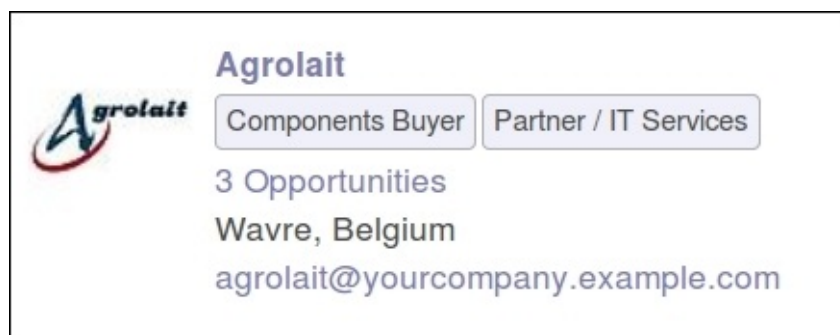 Agrolait
Agrolait
Components Buyer Partner / IT Services
3 Opportunities
Wavre, Belgium
agrolait@yourcompany.example.com